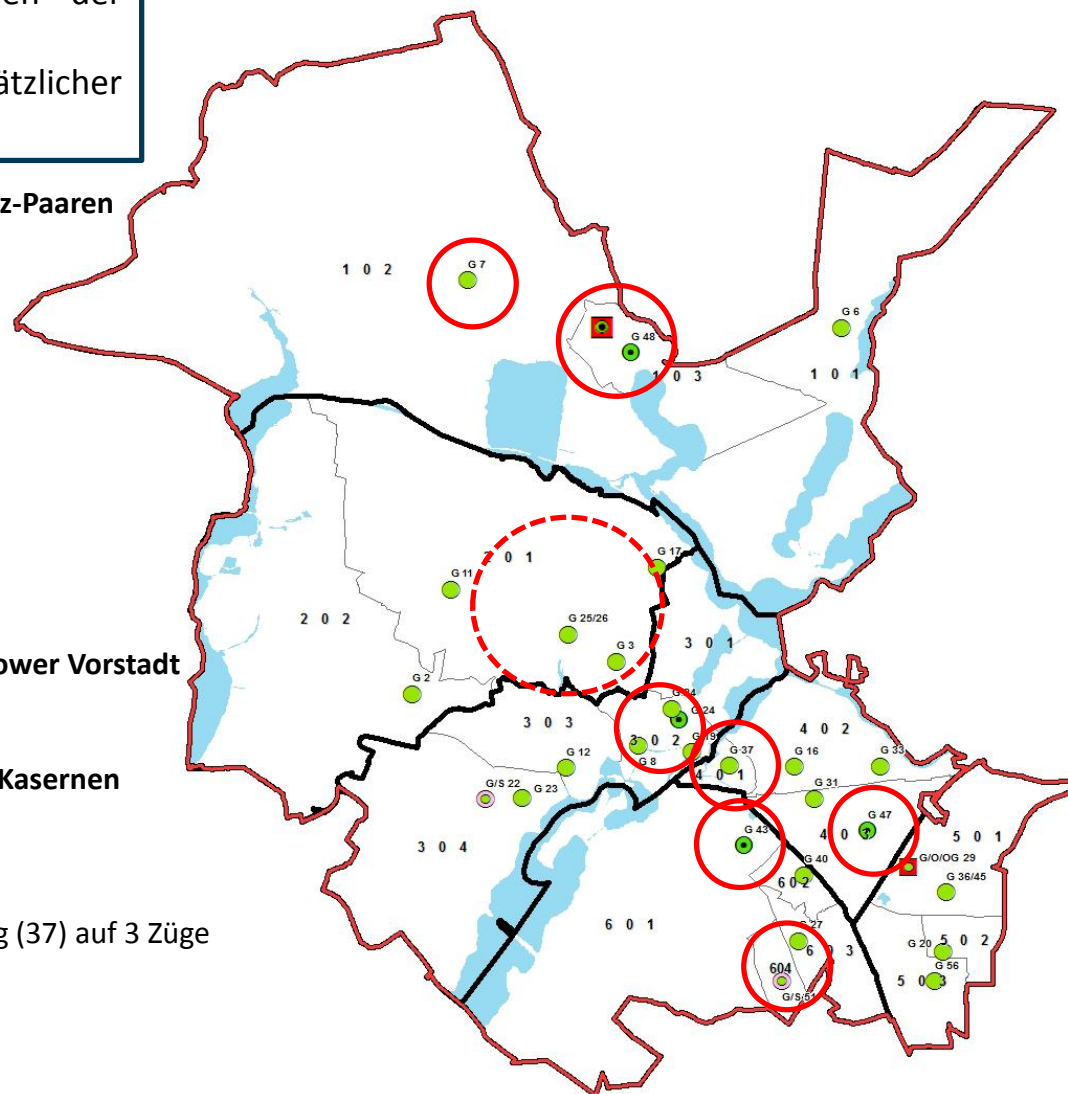 en der
ätzlicher
z-Paaren
1 0 2
G 7
G 6
G 48
1 0 3
1 0 1
2 0 1
G 17
G 11
2 0 2
G 25/26
3 0 1
G 3
ower Vorstadt
G 2
G 24
3 0 3
3 0 2
4 0 2
G 19
G 8
G 12
G 37
G 16
G 33
4 0 1
Kasernen
G/S 22
G 23
G 31
G 47
4 0 3
5 0 1
3 0 4
G 43
G/O/OG 29
G 40
602
G 36/45
g (37) auf 3 Züge
6 0 1
G 27
6 0 3
G 20
5 0 2
604
G 56
5 0 3
G/S 51